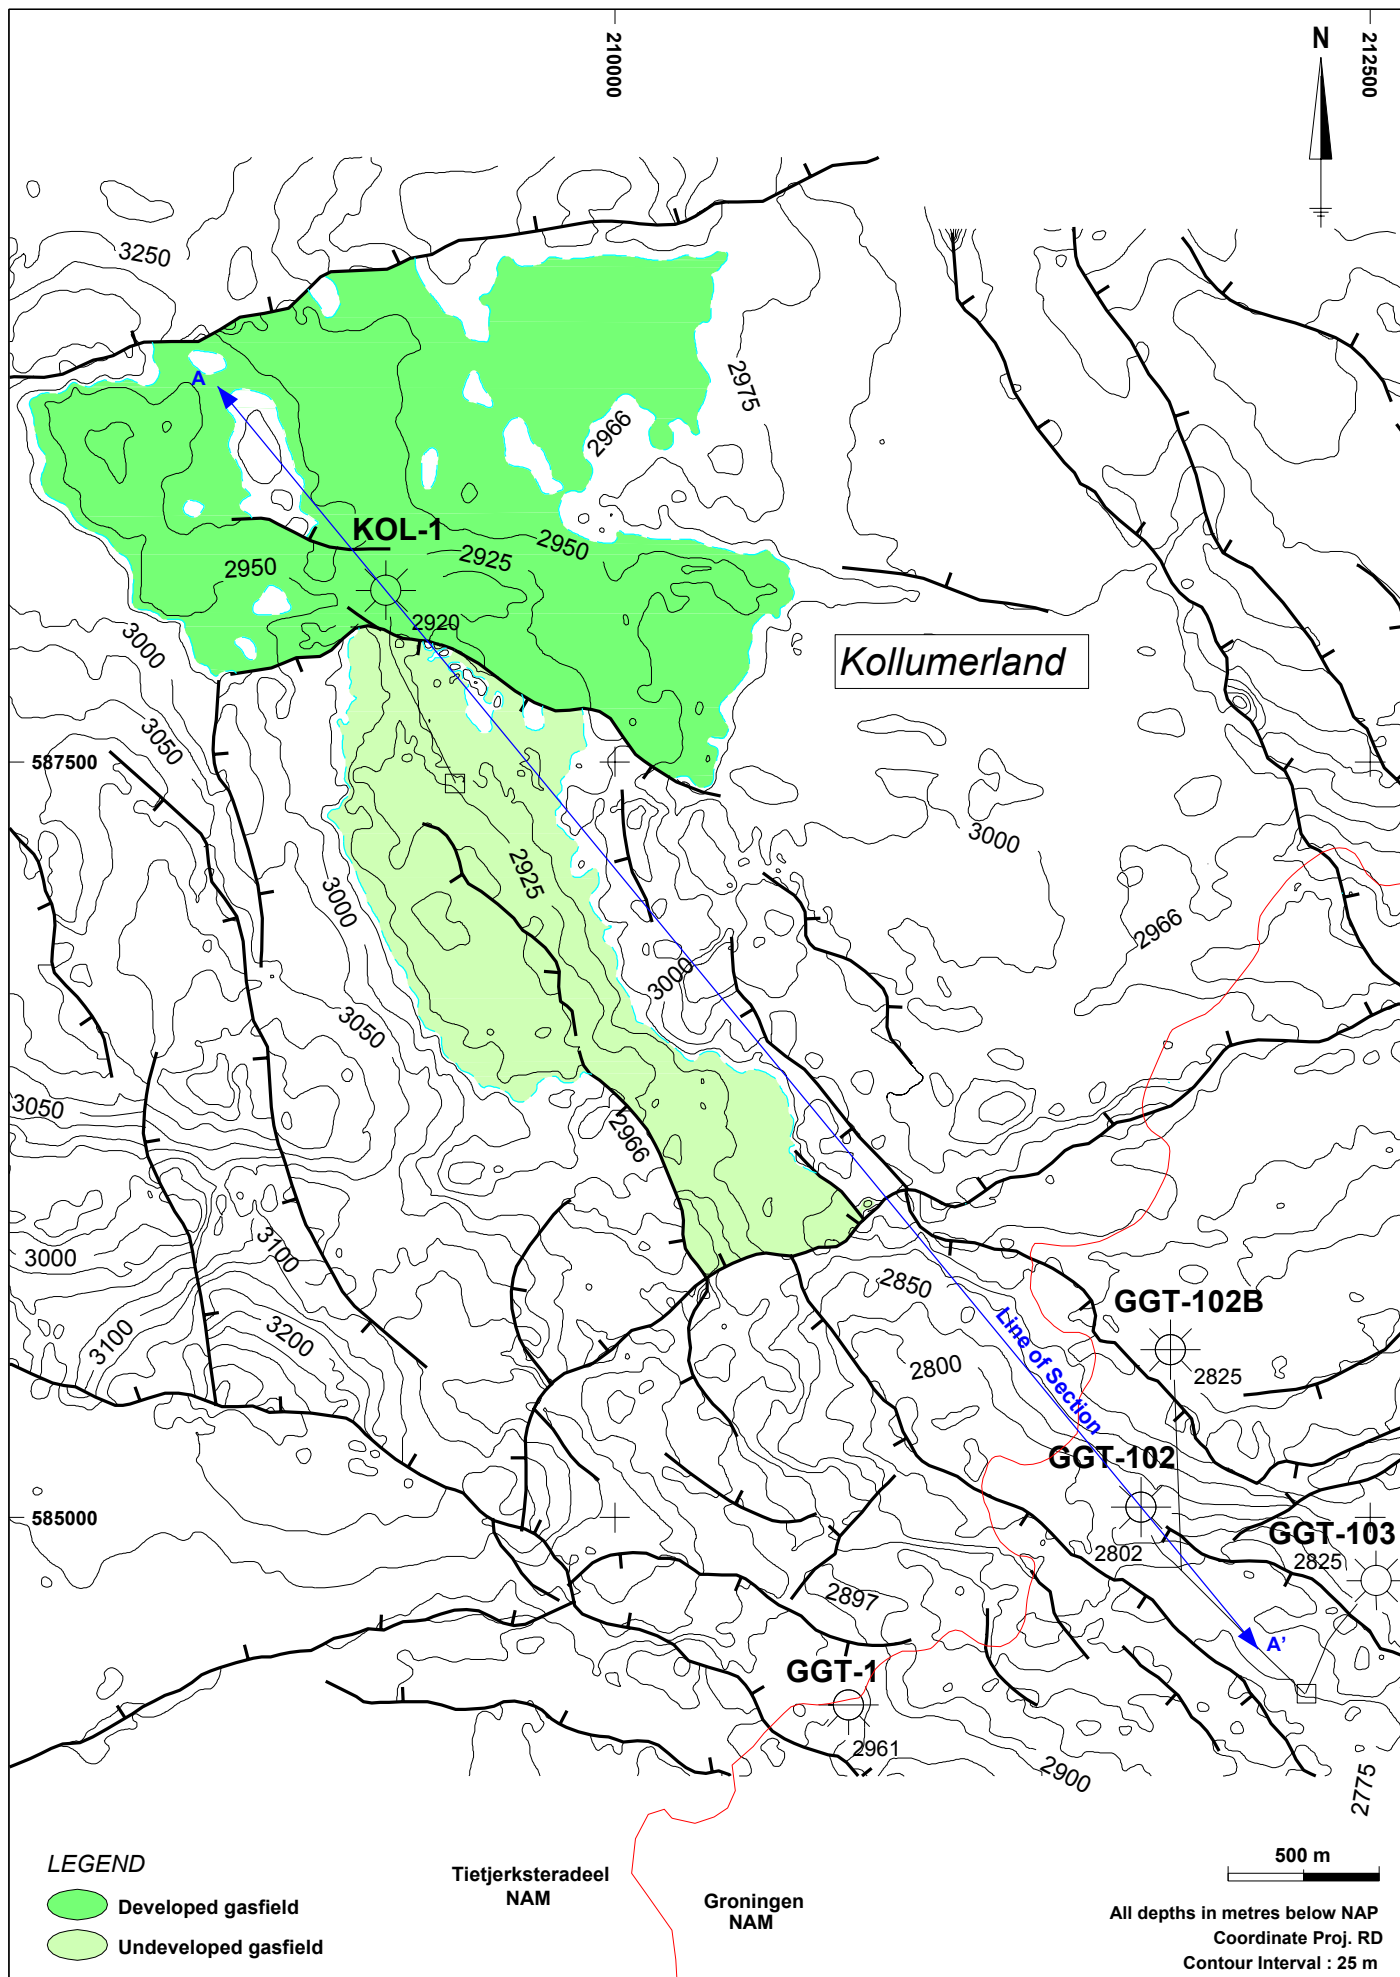 210000
212500
N
3250
A
2975
2966
KOL-1
2950
2925
2950
2920
3000
Kollumerland
3050
587500
3000
2925
3000
2966
3000
3050
3050
2966
3100
3000
2850
GGT-102B
3100
3200
2800
2825
Line of Section
GGT-102
585000
GGT-103
2802
2825
2897
A'
GGT-1
2961
2900
2775
LEGEND
Developed gasfield
Undeveloped gasfield
Tietjerksteradeel
NAM
Groningen
NAM
500 m
All depths in metres below NAP
Coordinate Proj. RD
Contour Interval : 25 m